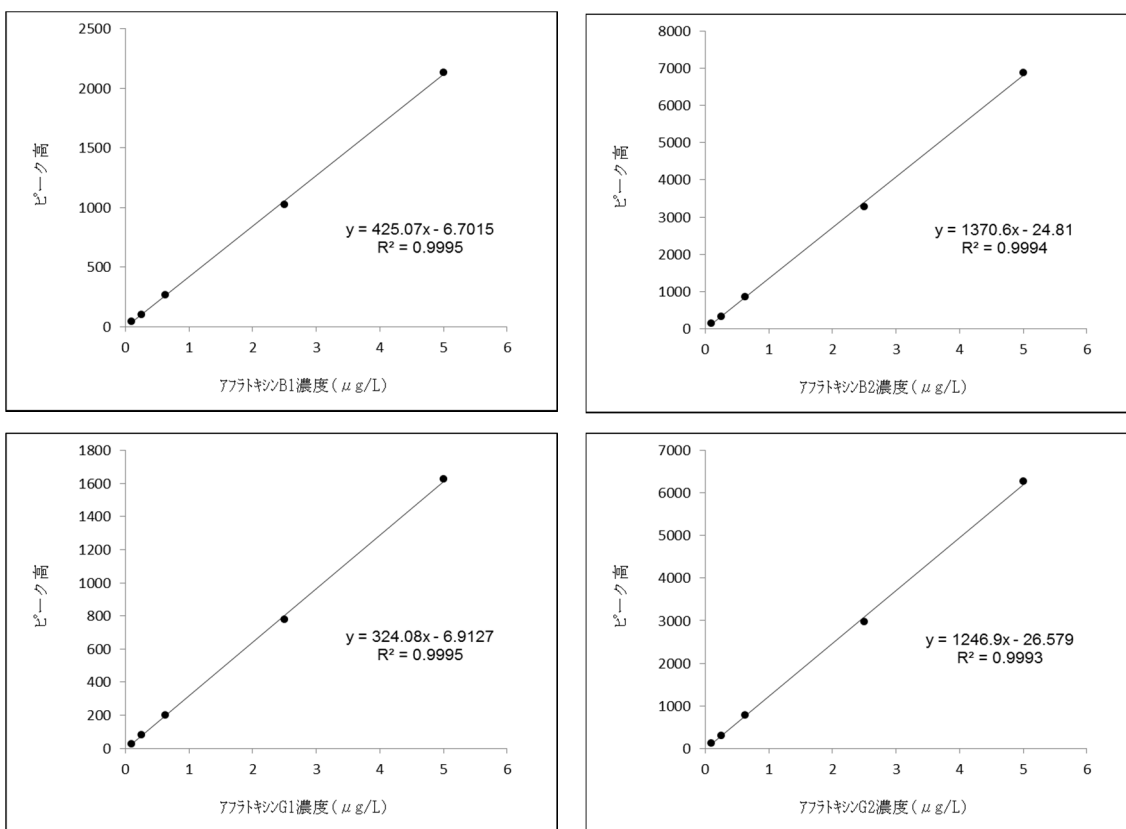 2500
2000
1500
1000
500
0
0 1 2 3 4 5 6
ピーク高
y = 425.07x - 6.7015
R² = 0.9995
アフラトキシンB1濃度(μg/L)
8000
7000
6000
5000
4000
3000
2000
1000
0
0 1 2 3 4 5 6
ピーク高
y = 1370.6x - 24.81
R² = 0.9994
アフラトキシンB2濃度(μg/L)
1800
1600
1400
1200
1000
800
600
400
200
0
0 1 2 3 4 5 6
ピーク高
y = 324.08x - 6.9127
R² = 0.9995
アフラトキシンG1濃度(μg/L)
7000
6000
5000
4000
3000
2000
1000
0
0 1 2 3 4 5 6
ピーク高
y = 1246.9x - 26.579
R² = 0.9993
アフラトキシンG2濃度(μg/L)